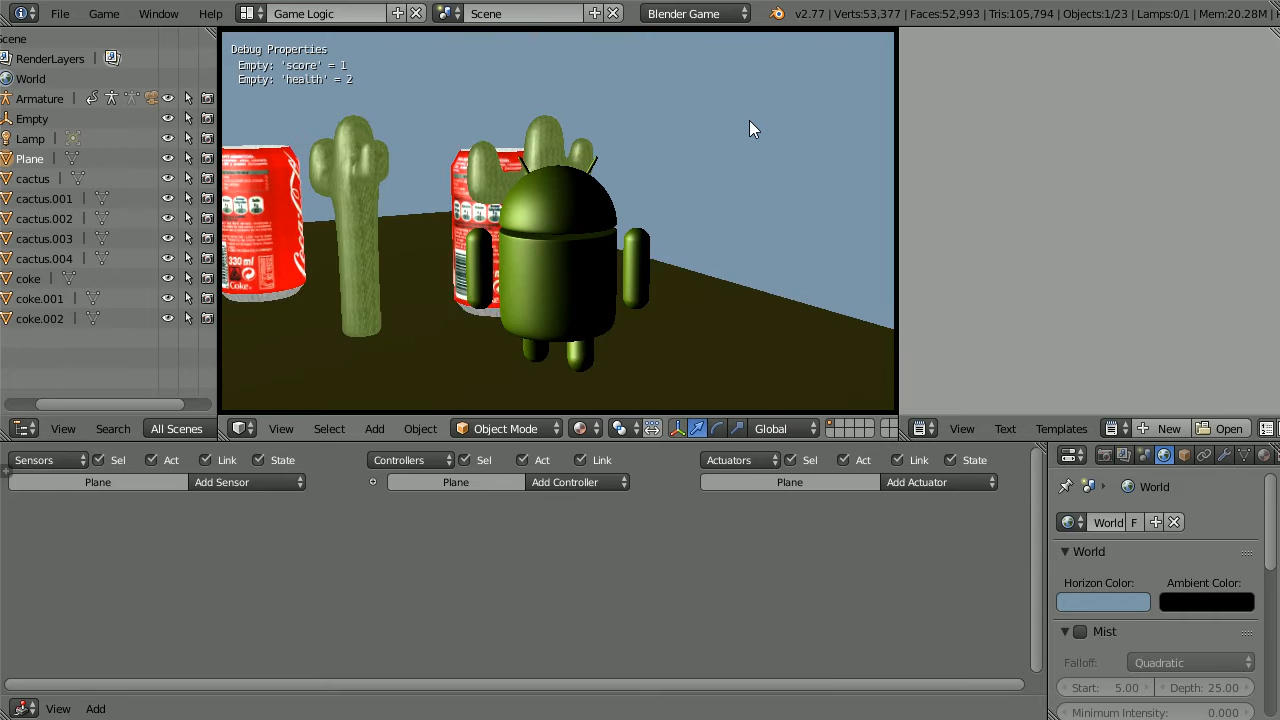 File Game Window Help Game Logic Scene Blender Game v2.77 | Verts:53,377 | Faces:52,993 | Tris:105,794 | Objects:1/23 | Lamps:0/1 | Mem:20.28M
Scene
RenderLayers
World
Armature
Empty
Lamp
Plane
cactus
cactus.001
cactus.002
cactus.003
cactus.004
coke
coke.001
coke.002
Debug Properties
Empty: 'score' = 1
Empty: 'health' = 2
330 ml
Coke.
View Search All Scenes
View Select Add Object Object Mode Global
View Text Templates New Open
Sensors Sel Act Link State
Plane Add Sensor
Controllers Sel Act Link
Plane Add Controller
Actuators Sel Act Link State
Plane Add Actuator
World
World F
World
Horizon Color: Ambient Color:
Mist
Falloff: Quadratic
Start: 5.00 Depth: 25.00
Minimum Intensity: 0.000
View Add